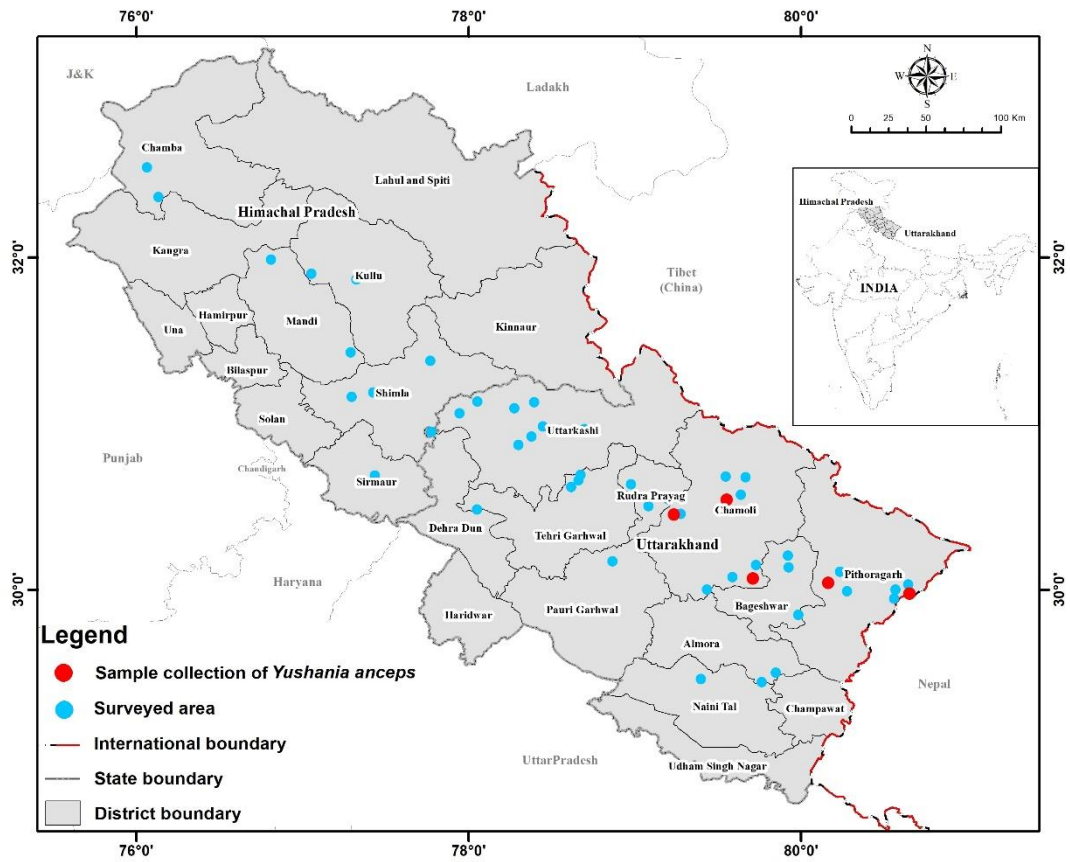 76°0'
78°0'
80°0'
J&K
Ladakh
N
W
E
S
0 25 50 100 Km
Chamba
Lahul and Spiti
Himachal Pradesh
Himachal Pradesh
Uttarakhand
INDIA
Kangra
32°0'
32°0'
Kullu
Tibet
(China)
Hamirpur
Mandi
Una
Kinnaur
Bilaspur
Shimla
Solan
Uttarkashi
Punjab
Chandigarh
Sirmaur
Rudra Prayag
Chamoli
Dehra Dun
Tehri Garhwal
Uttarakhand
Haryana
Pithoragarh
30°0'
30°0'
Haridwar
Pauri Garhwal
Bageshwar
Legend
Almora
Sample collection of Yushania anceps
Nepal
Surveyed area
Naini Tal
Champawat
International boundary
UttarPradesh
Udham Singh Nagar
State boundary
District boundary
76°0'
78°0'
80°0'